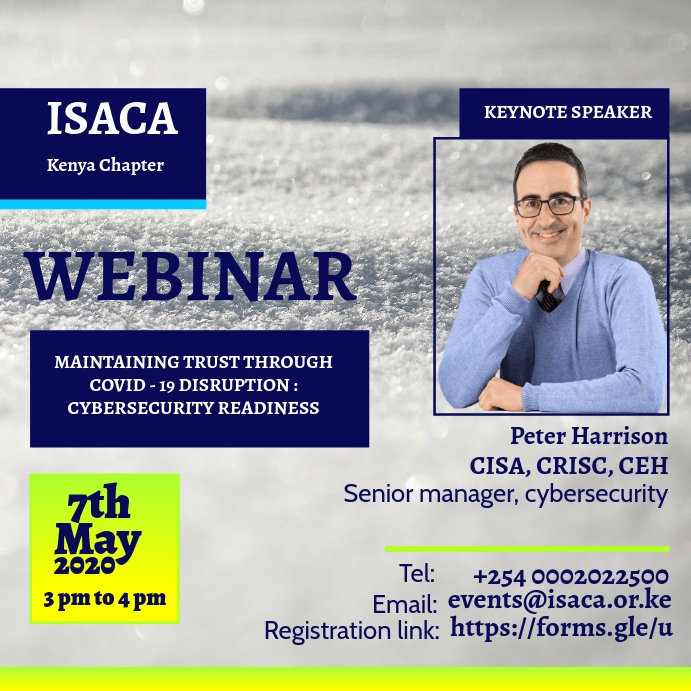 ISACA
Kenya Chapter
KEYNOTE SPEAKER
WEBINAR
MAINTAINING TRUST THROUGH
COVID - 19 DISRUPTION :
CYBERSECURITY READINESS
Peter Harrison
CISA, CRISC, CEH
Senior manager, cybersecurity
7th
May
2020
3 pm to 4 pm
Tel: +254 0002022500
Email: events@isaca.or.ke
Registration link: https://forms.gle/u